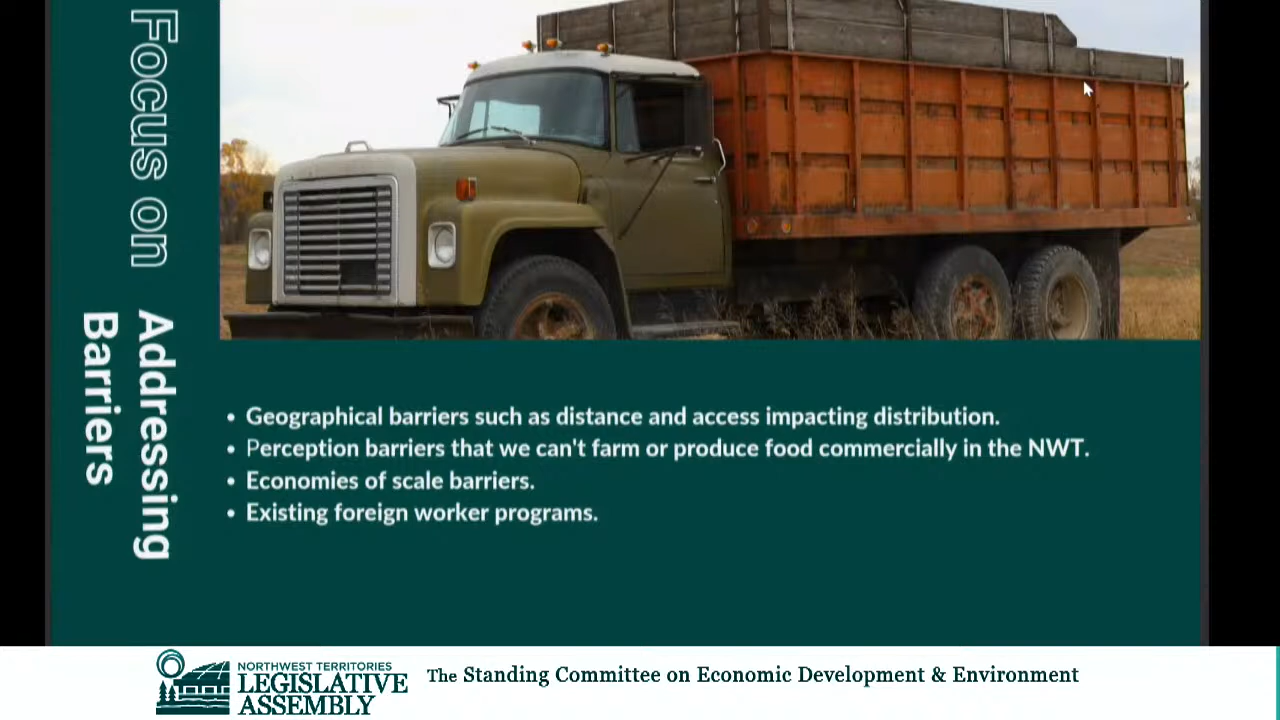 Focus on
Addressing
Barriers
• Geographical barriers such as distance and access impacting distribution.
• Perception barriers that we can't farm or produce food commercially in the NWT.
• Economies of scale barriers.
• Existing foreign worker programs.
NORTHWEST TERRITORIES
LEGISLATIVE
ASSEMBLY
The Standing Committee on Economic Development & Environment